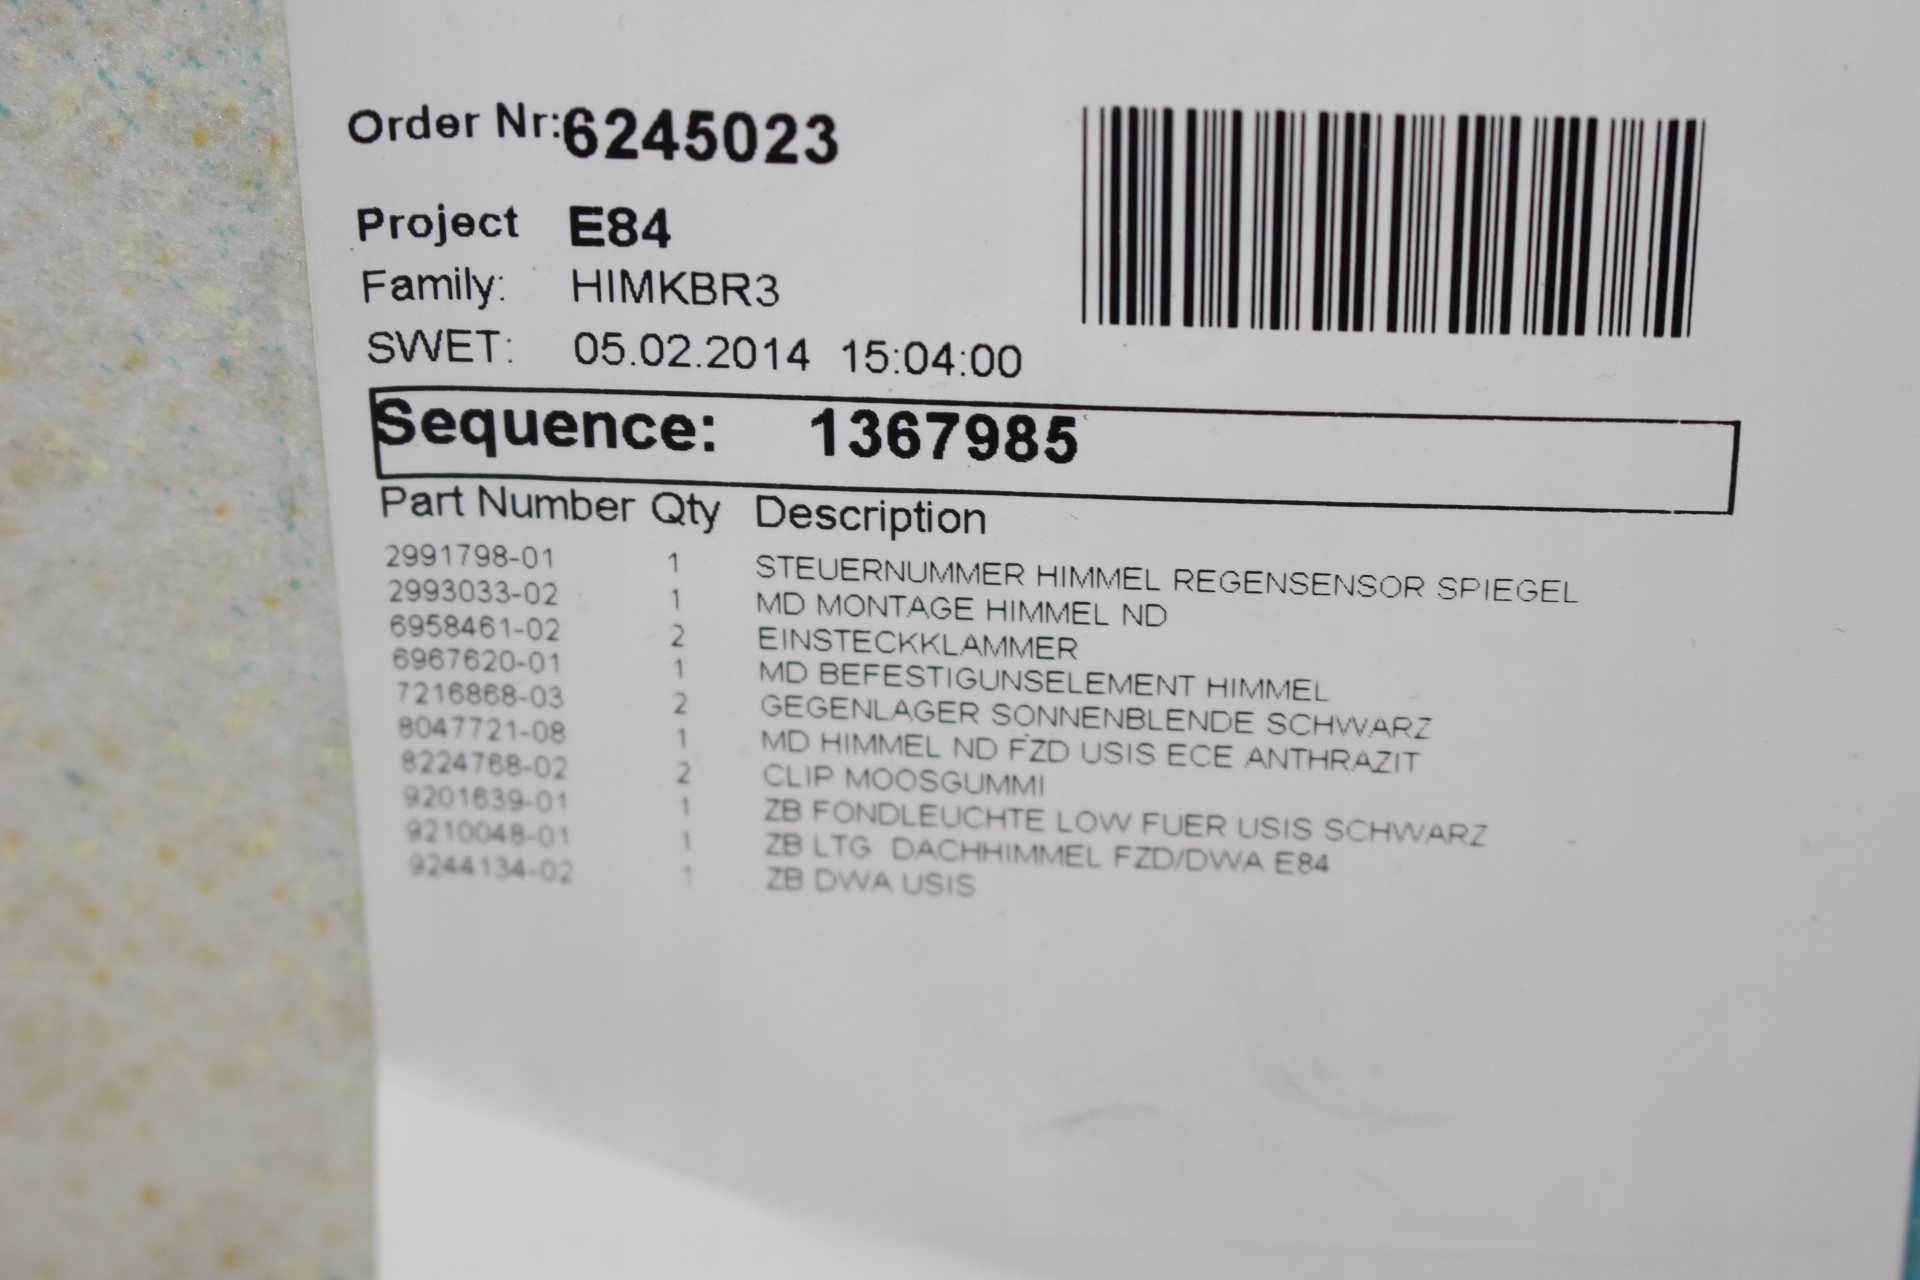 Order Nr:6245023
Project E84
Family: HIMKBR3
SWET: 05.02.2014 15:04:00
Sequence: 1367985
Part Number Qty Description
2991798-01 1 STEUERNUMMER HIMMEL REGENSENSOR SPIEGEL
2993033-02 1 MD MONTAGE HIMMEL ND
6958461-02 2 EINSTECKKLAMMER
6967620-01 1 MD BEFESTIGUNSELEMENT HIMMEL
7216868-03 2 GEGENLAGER SONNENBLENDE SCHWARZ
8047721-08 1 MD HIMMEL ND FZD USIS ECE ANTHRAZIT
8224768-02 2 CLIP MOOSGUMMI
9201639-01 1 ZB FONDLEUCHTE LOW FUER USIS SCHWARZ
9210048-01 1 ZB LTG DACHHIMMEL FZD/DWA E84
9244134-02 1 ZB DWA USIS